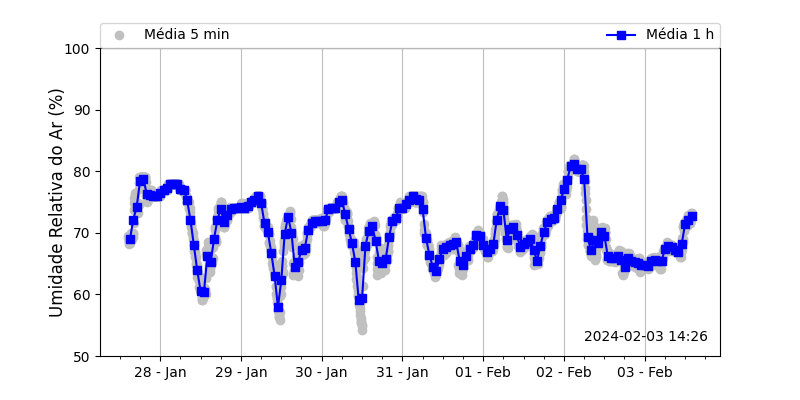 Média 5 min
Média 1 h
Umidade Relativa do Ar (%)
100
90
80
70
60
50
2024-02-03 14:26
28 - Jan
29 - Jan
30 - Jan
31 - Jan
01 - Feb
02 - Feb
03 - Feb